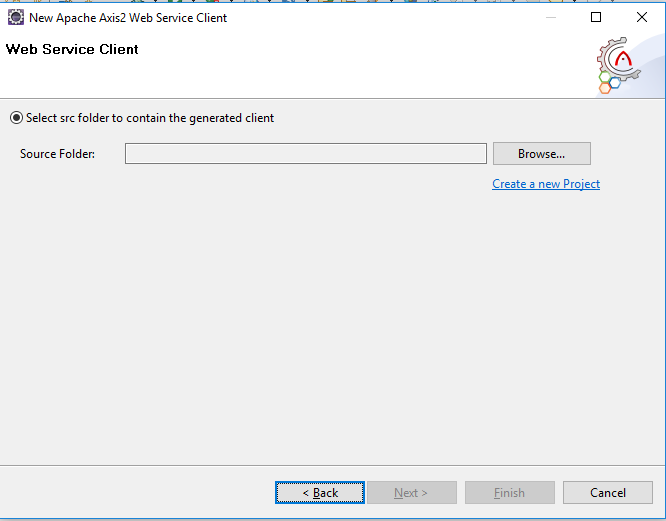 New Apache Axis2 Web Service Client
Web Service Client
Select src folder to contain the generated client
Source Folder:
Browse...
Create a new Project
< Back
Next >
Finish
Cancel